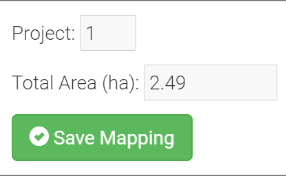 Project: 1
Total Area (ha): 2.49
Save Mapping